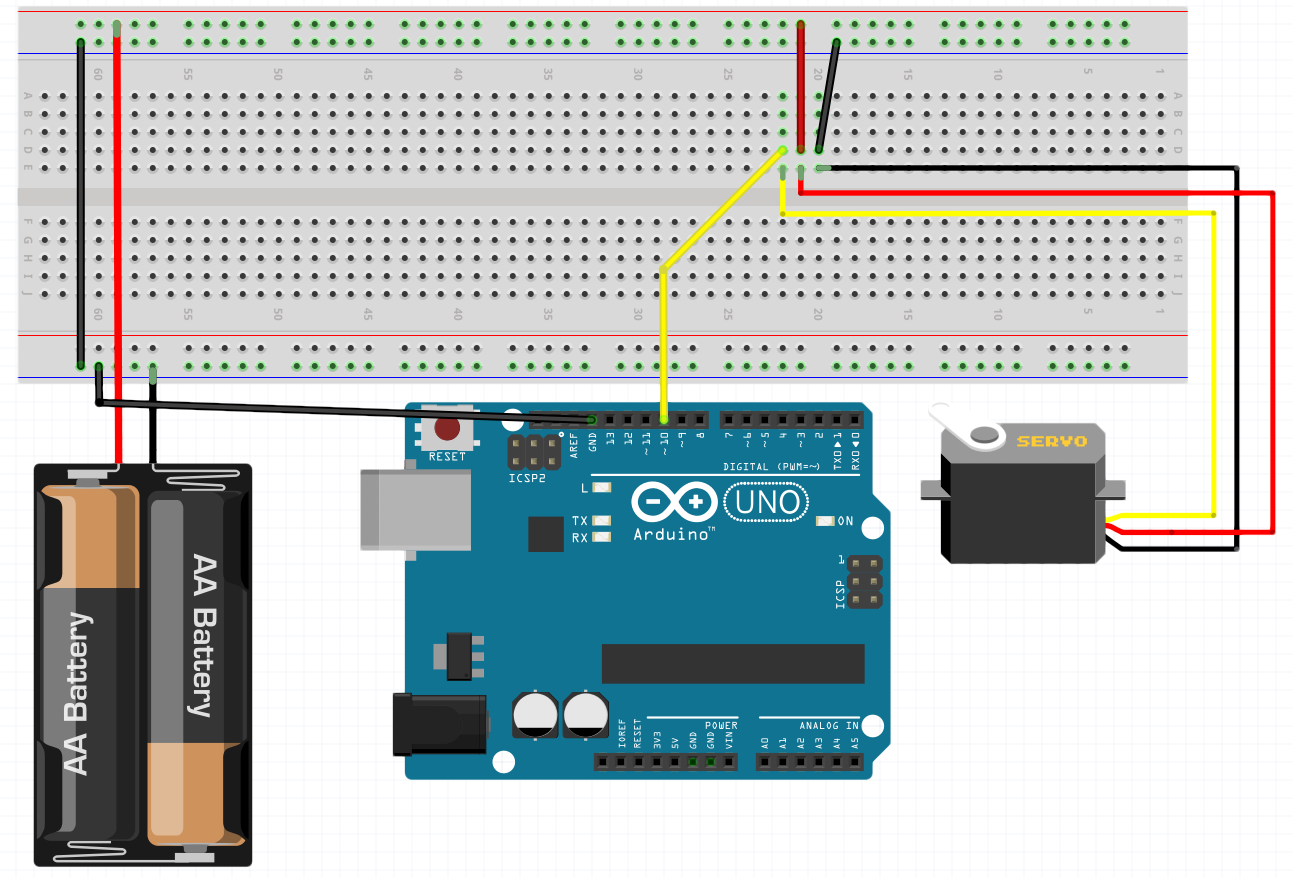 60 55 50 45 40 35 30 25 20 15 10 5 1
A A
B B
C C
D D
E E
F F
G G
H H
I I
J J
60 55 50 45 40 35 30 25 20 15 10 5 1
RESET
ICSP2
AREF
GND
13
12
~11
~10
~9
8
7
~6
~5
4
~3
2
TX0▶1
RX0◀0
DIGITAL (PWM=~)
L
TX
RX
Arduino™
UNO
ON
1
ICSP
SERVO
AA Battery
AA Battery
IOREF
RESET
3V3
5V
GND
GND
VIN
POWER
A0
A1
A2
A3
A4
A5
ANALOG IN